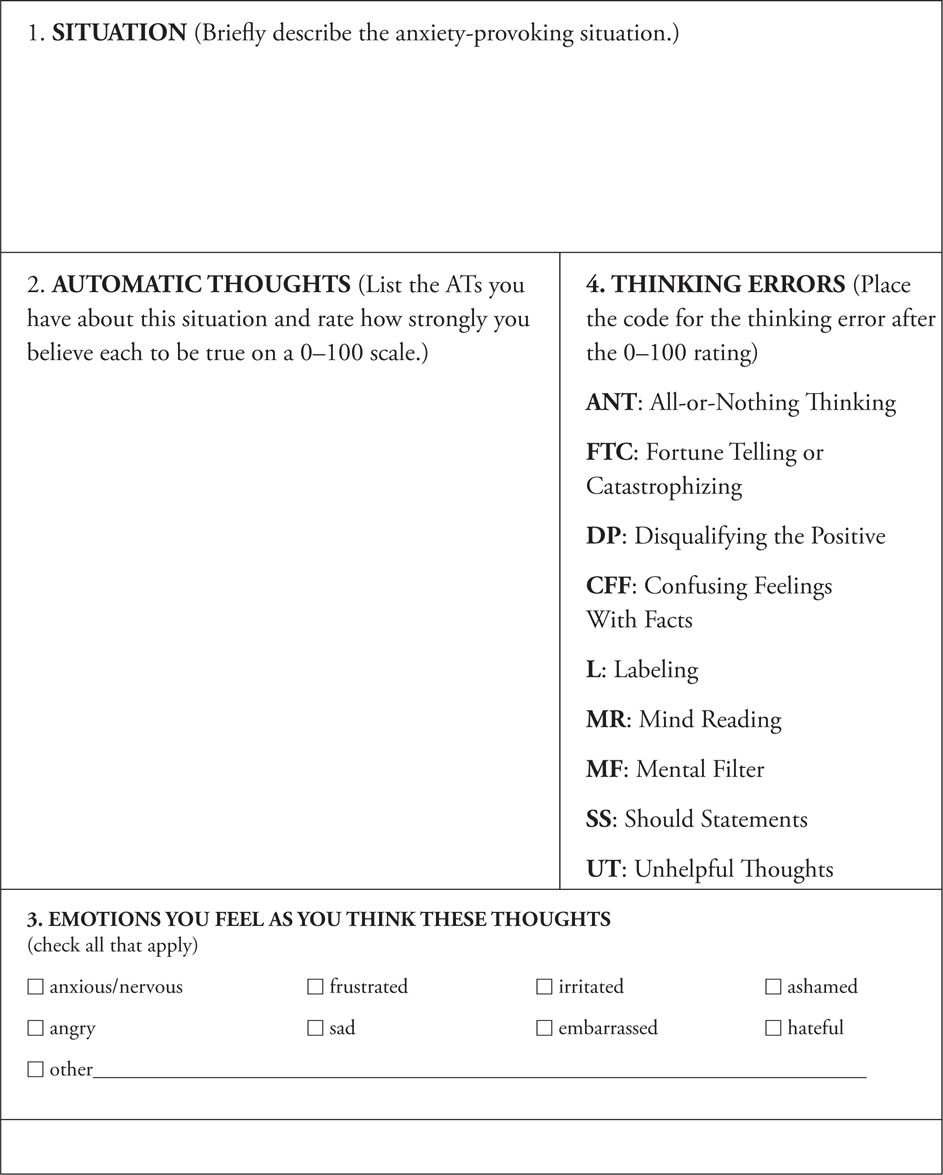 1. SITUATION (Briefly describe the anxiety-provoking situation.)
2. AUTOMATIC THOUGHTS (List the ATs you
have about this situation and rate how strongly you
believe each to be true on a 0–100 scale.)
4. THINKING ERRORS (Place
the code for the thinking error after
the 0–100 rating)
ANT: All-or-Nothing Thinking
FTC: Fortune Telling or
Catastrophizing
DP: Disqualifying the Positive
CFF: Confusing Feelings
With Facts
L: Labeling
MR: Mind Reading
MF: Mental Filter
SS: Should Statements
UT: Unhelpful Thoughts
3. EMOTIONS YOU FEEL AS YOU THINK THESE THOUGHTS
(check all that apply)
☐ anxious/nervous ☐ frustrated ☐ irritated ☐ ashamed
☐ angry ☐ sad ☐ embarrassed ☐ hateful
☐ other